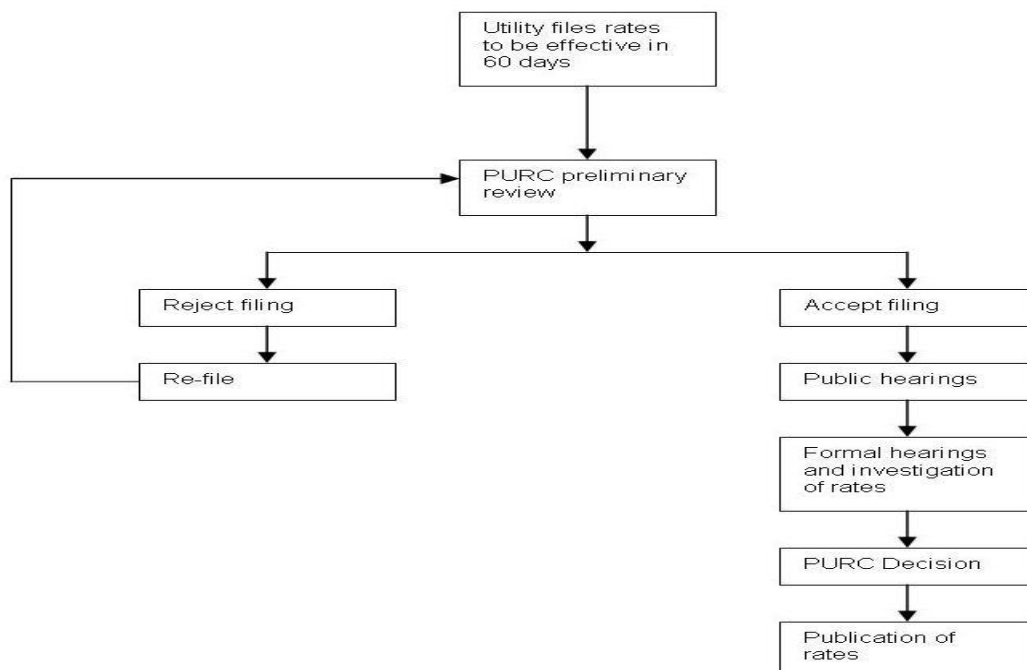 Utility files rates
to be effective in
60 days
PURC preliminary
review
Reject filing
Accept filing
Re-file
Public hearings
Formal hearings
and investigation
of rates
PURC Decision
Publication of
rates